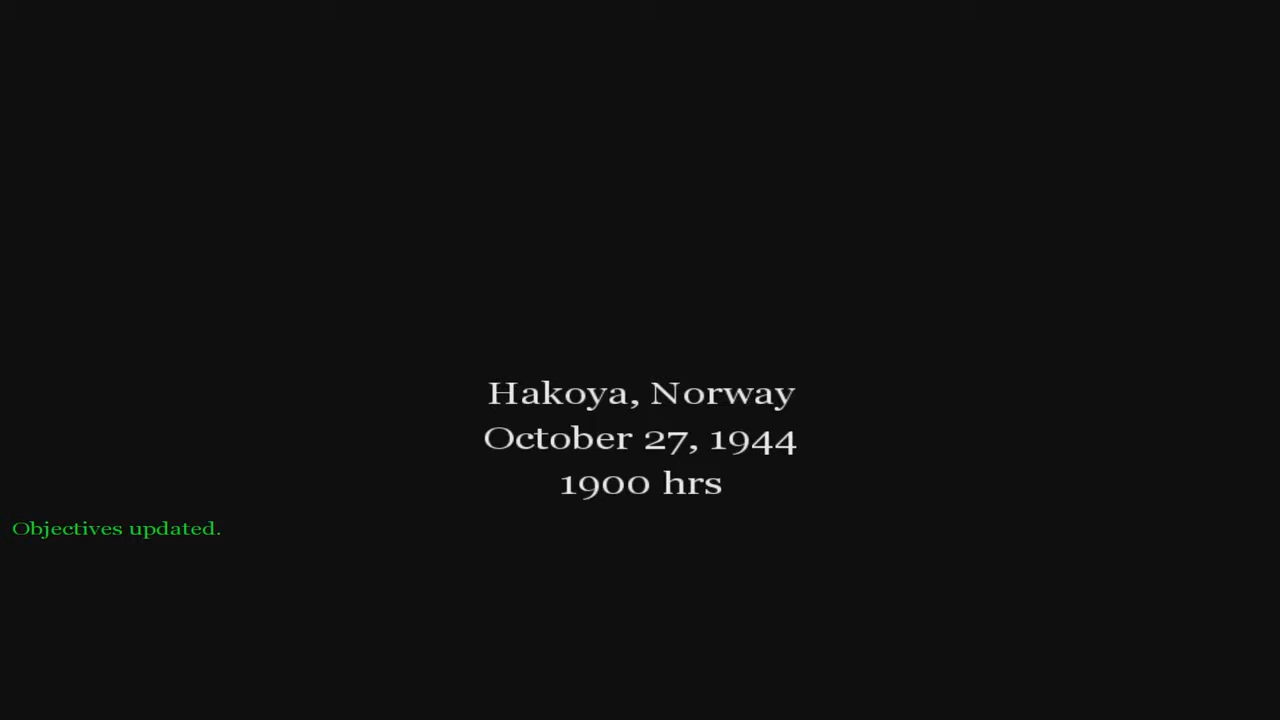 Hakoya, Norway
October 27, 1944
1900 hrs
Objectives updated.